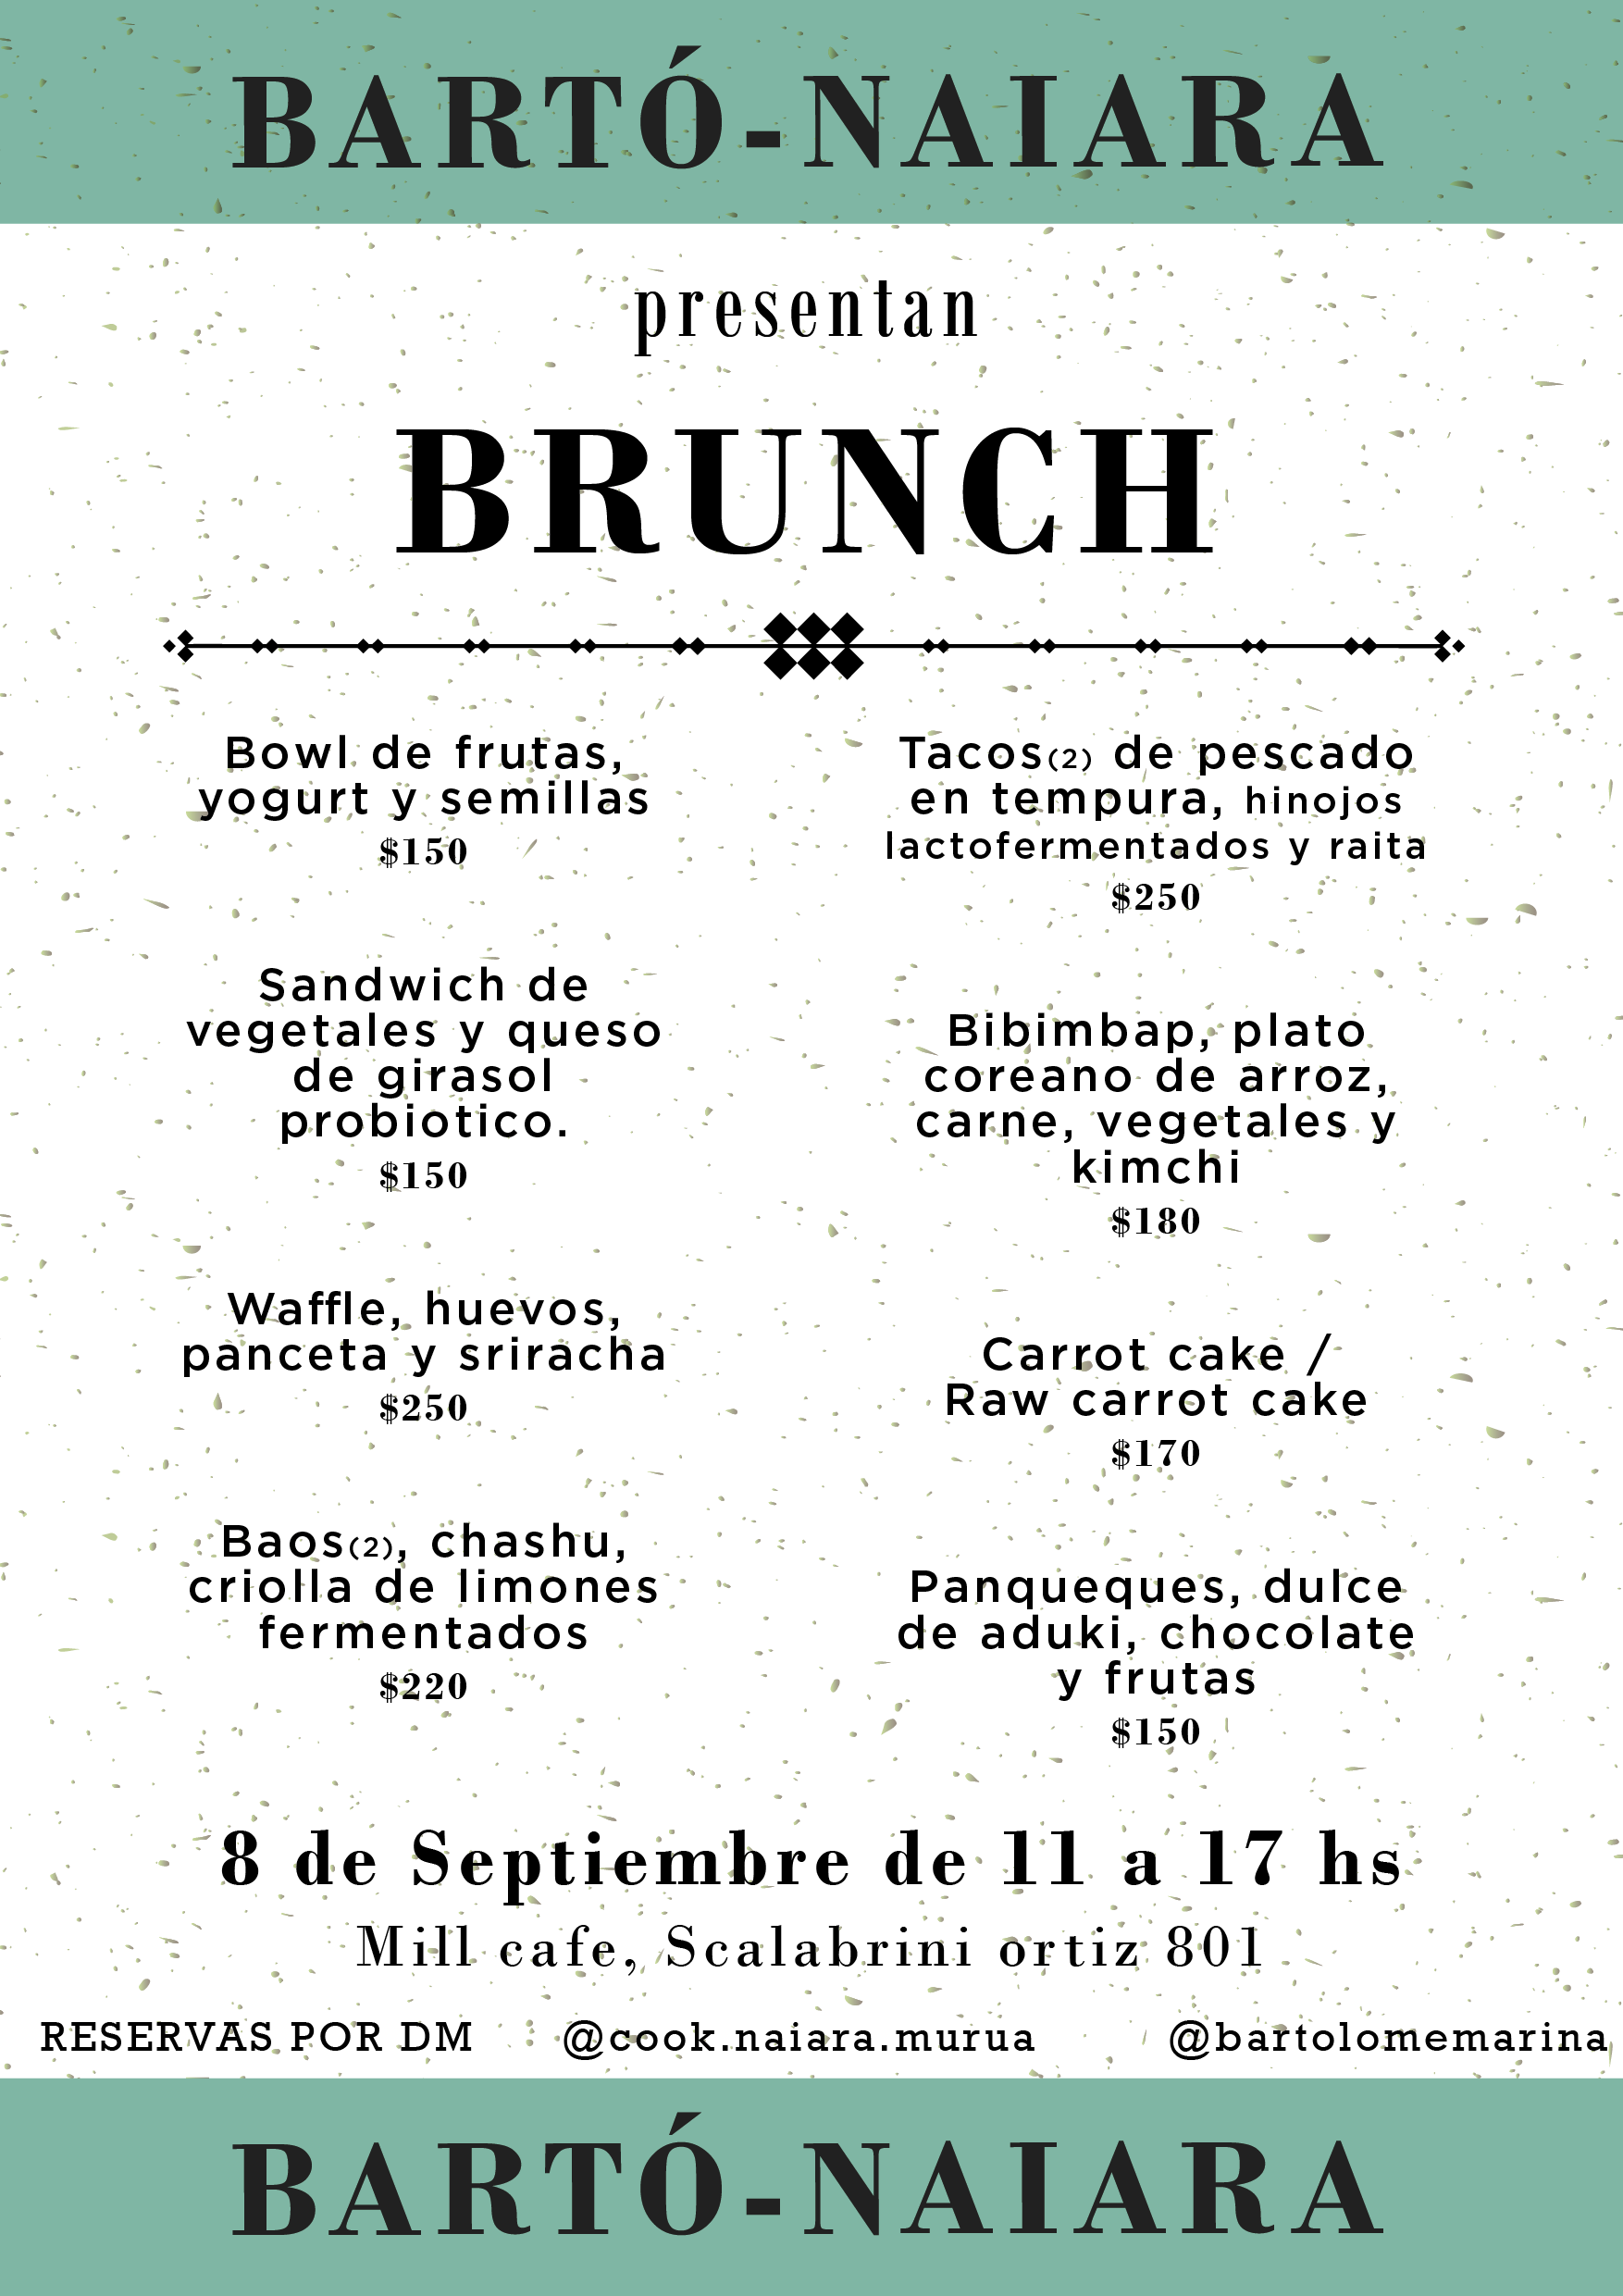 BARTÓ-NAIARA
presentan
BRUNCH
Bowl de frutas,
yogurt y semillas
$150
Sandwich de
vegetales y queso
de girasol
probiotico.
$150
Waffle, huevos,
panceta y sriracha
$250
Baos(2), chashu,
criolla de limones
fermentados
$220
Tacos(2) de pescado
en tempura, hinojos
lactofermentados y raita
$250
Bibimbap, plato
coreano de arroz,
carne, vegetales y
kimchi
$180
Carrot cake /
Raw carrot cake
$170
Panqueques, dulce
de aduki, chocolate
y frutas
$150
8 de Septiembre de 11 a 17 hs
Mill cafe, Scalabrini ortiz 801
RESERVAS POR DM @cook.naiara.murua @bartolomemarina
BARTÓ-NAIARA